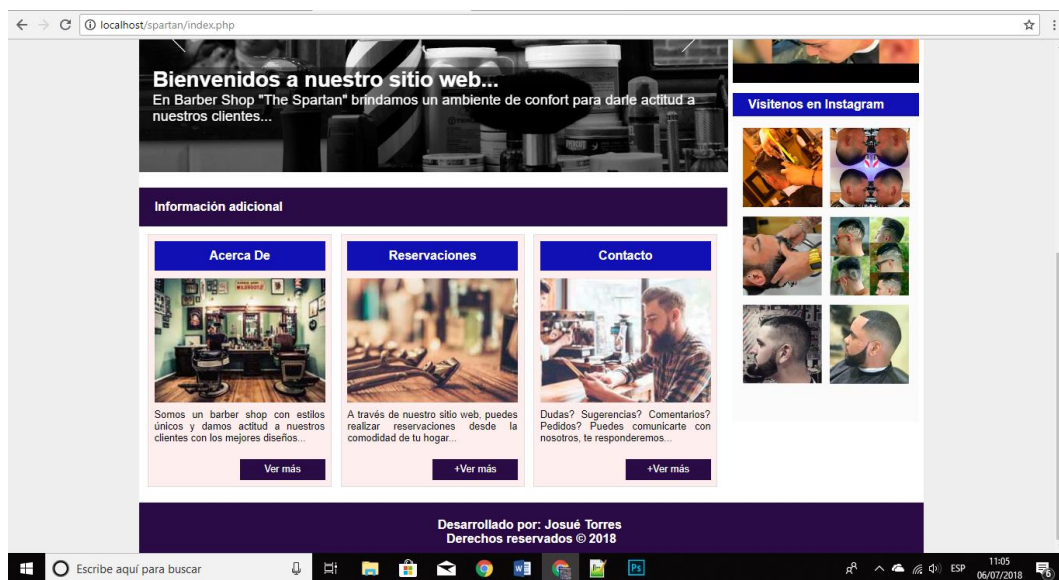 localhost/spartan/index.php
Bienvenidos a nuestro sitio web...
En Barber Shop "The Spartan" brindamos un ambiente de confort para darle actitud a
nuestros clientes...
Visitenos en Instagram
Información adicional
Acerca De
Somos un barber shop con estilos
únicos y damos actitud a nuestros
clientes con los mejores diseños...
Ver más
Reservaciones
A través de nuestro sitio web, puedes
realizar reservaciones desde la
comodidad de tu hogar...
+Ver más
Contacto
Dudas? Sugerencias? Comentarios?
Pedidos? Puedes comunicarte con
nosotros, te responderemos...
+Ver más
Desarrollado por: Josué Torres
Derechos reservados © 2018
Escribe aquí para buscar
ESP
11:05
06/07/2018